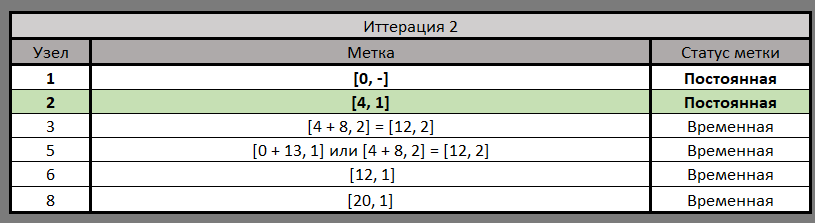 Иттерация 2
Узел Метка Статус метки
1 [0, -] Постоянная
2 [4, 1] Постоянная
3 [4 + 8, 2] = [12, 2] Временная
5 [0 + 13, 1] или [4 + 8, 2] = [12, 2] Временная
6 [12, 1] Временная
8 [20, 1] Временная